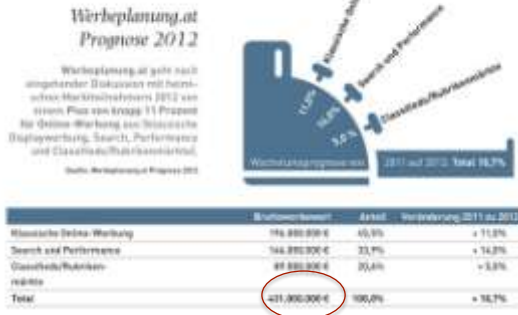 Werbeplanung.at
Prognose 2012
Werbeplanung.at geht nach
eingehender Diskussion mit heimi-
schen Marktteilnehmern 2012 von
einem Plus von knapp 11 Prozent
für Online-Werbung aus (klassische
Displaywerbung, Search, Performance
und Classifieds/Rubrikenmärkte).
Quelle: Werbeplanung.at Prognose 2012
Klassische Online-
Search und Performance
Classifieds/Rubrikenmärkte
11,0%
14,0%
5,0 %
Wachstumsprognose von
2011 auf 2012: Total 10,7%
Bruttowerbewert Anteil Veränderung 2011 zu 2012
Klassische Online-Werbung 196.000.000 € 45,5% + 11,0%
Search und Performance 146.000.000 € 33,9% + 14,0%
Classifieds/Rubriken- 89.000.000 € 20,6% + 5,0%
märkte
Total 431.000.000 € 100,0% + 10,7%